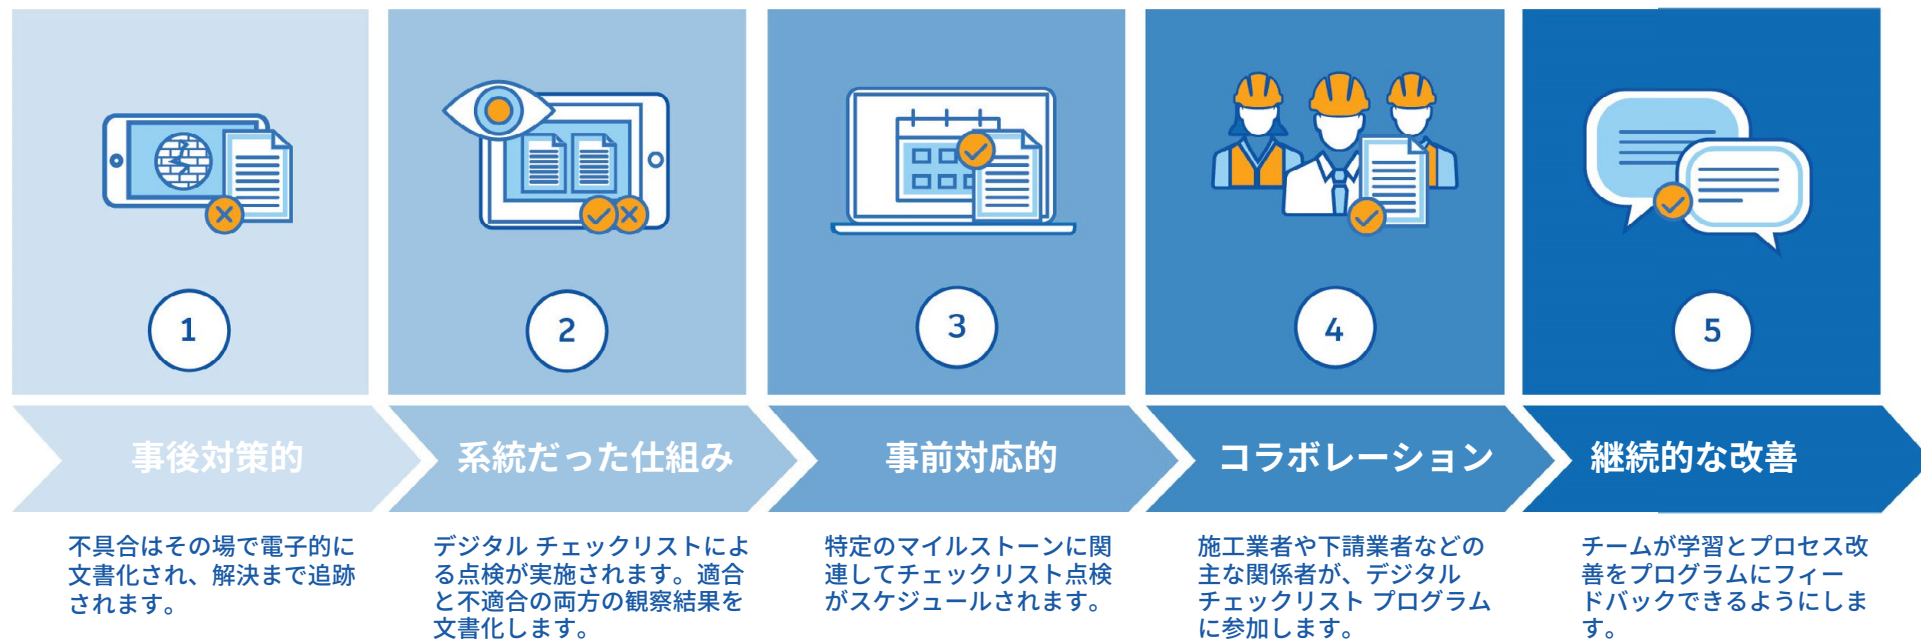 1
2
3
4
5
事後対策的
系統だった仕組み
事前対応的
コラボレーション
継続的な改善
不具合はその場で電子的に
文書化され、解決まで追跡
されます。
デジタル チェックリストによ
る点検が実施されます。適合
と不適合の両方の観察結果を
文書化します。
特定のマイルストーンに関
連してチェックリスト点検
がスケジュールされます。
施工業者や下請業者などの
主な関係者が、デジタル
チェックリスト プログラム
に参加します。
チームが学習とプロセス改
善をプログラムにフィー
ドバックできるようにしま
す。